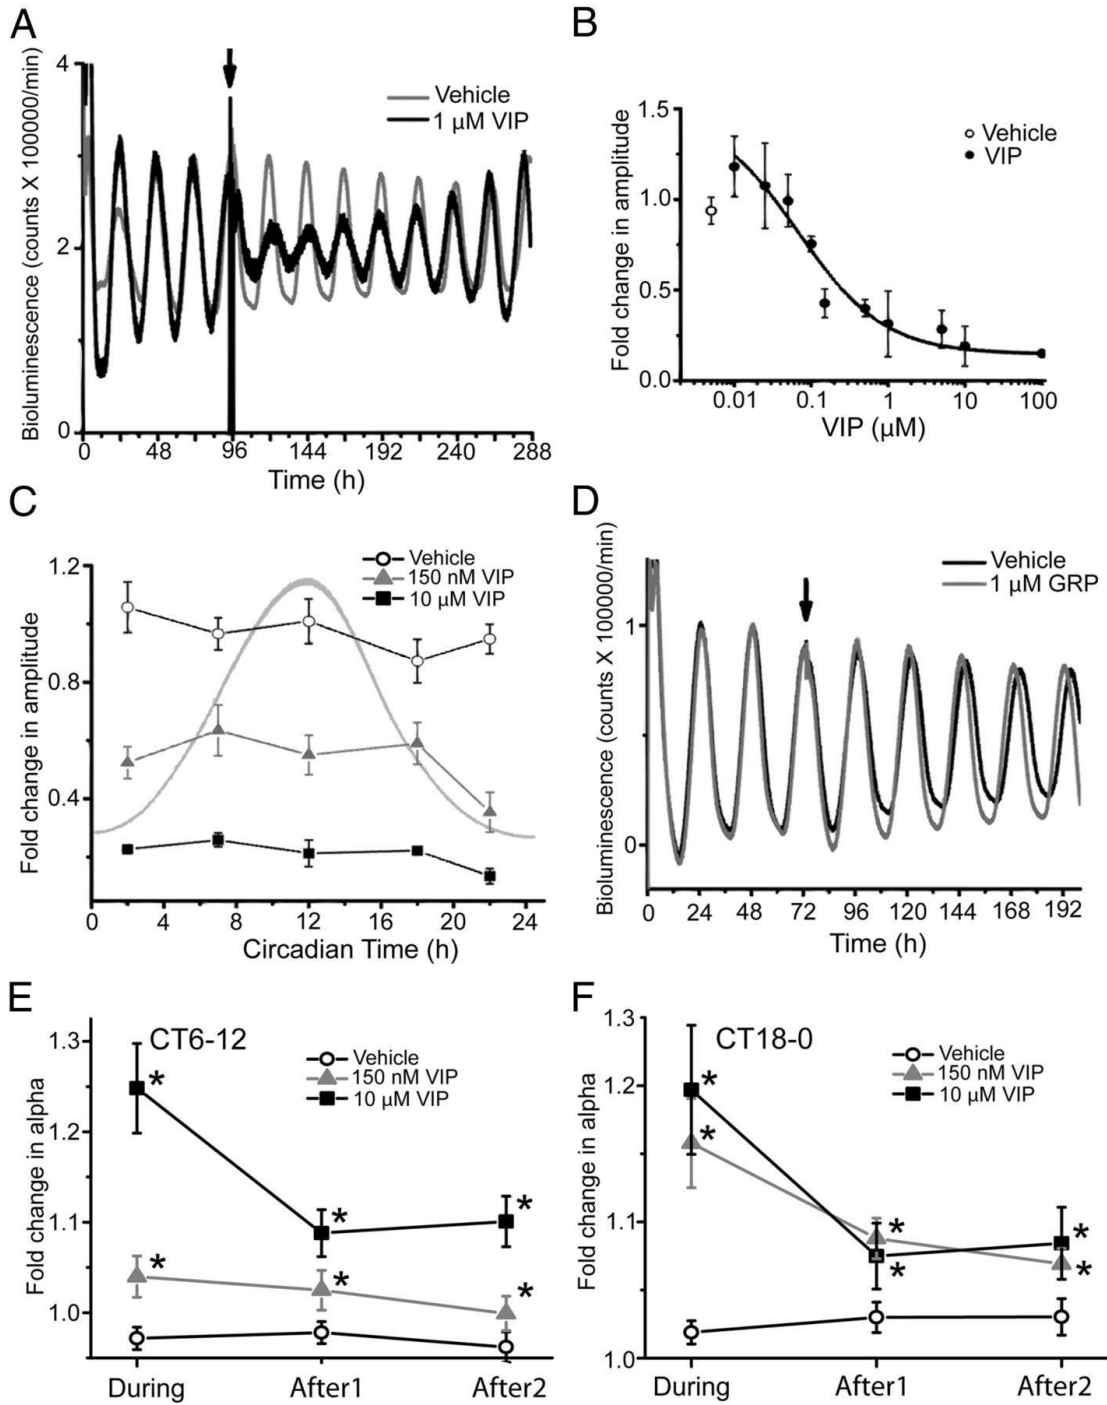 A
Bioluminescence (counts X 100000/min)
4
2
0
Vehicle
1 µM VIP
0 48 96 144 192 240 288
Time (h)
B
Fold change in amplitude
1.5
1.0
0.5
0.0
Vehicle
VIP
0.01 0.1 1 10 100
VIP (µM)
C
Fold change in amplitude
1.2
0.8
0.4
Vehicle
150 nM VIP
10 µM VIP
0 4 8 12 16 20 24
Circadian Time (h)
D
Bioluminescence (counts X 100000/min)
1
0
Vehicle
1 µM GRP
0 24 48 72 96 120 144 168 192
Time (h)
E
Fold change in alpha
1.3
1.2
1.1
1.0
CT6-12
Vehicle
150 nM VIP
10 µM VIP
* * *
* * *
During After1 After2
F
Fold change in alpha
1.3
1.2
1.1
1.0
CT18-0
Vehicle
150 nM VIP
10 µM VIP
* * *
* * *
During After1 After2